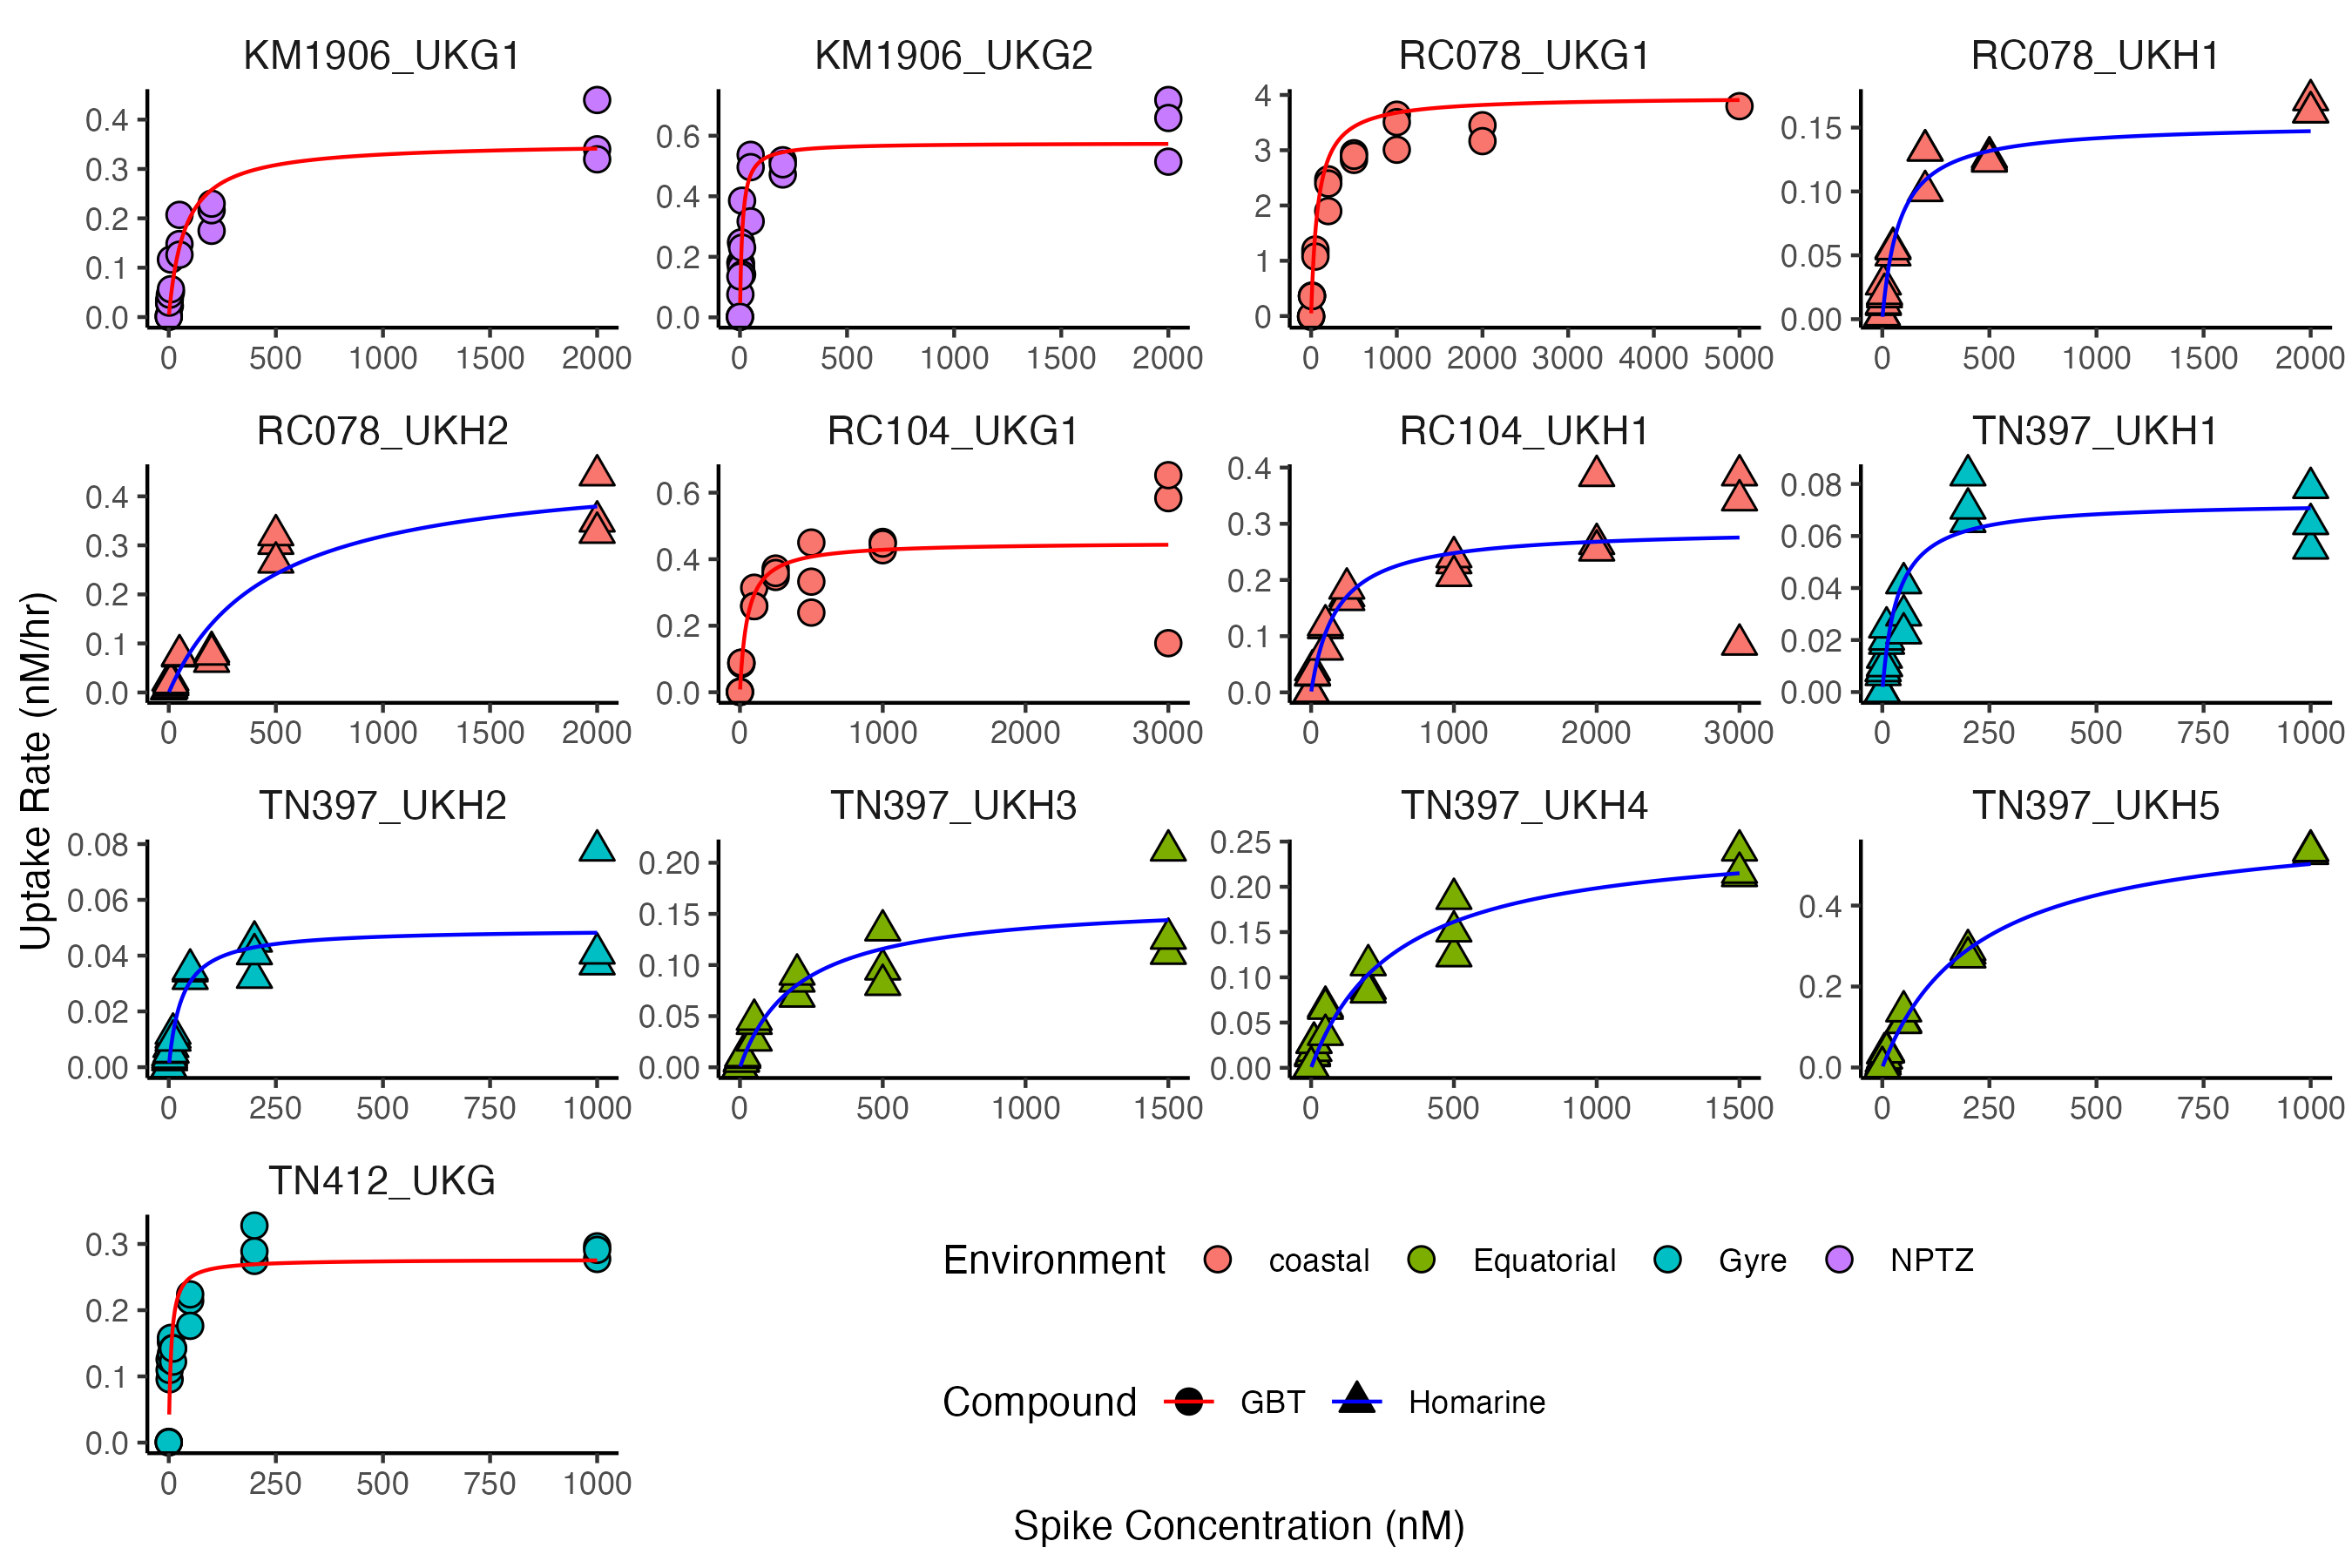 KM1906_UKG1 KM1906_UKG2 RC078_UKG1 RC078_UKH1
0.4 0.3 0.2 0.1 0.0
0.6 0.4 0.2 0.0
4 3 2 1 0
0.15 0.10 0.05 0.00
0 500 1000 1500 2000
0 500 1000 1500 2000
0 1000 2000 3000 4000 5000
0 500 1000 1500 2000
RC078_UKH2 RC104_UKG1 RC104_UKH1 TN397_UKH1
0.4 0.3 0.2 0.1 0.0
0.6 0.4 0.2 0.0
0.4 0.3 0.2 0.1 0.0
0.08 0.06 0.04 0.02 0.00
0 500 1000 1500 2000
0 1000 2000 3000
0 1000 2000 3000
0 250 500 750 1000
Uptake Rate (nM/hr)
TN397_UKH2 TN397_UKH3 TN397_UKH4 TN397_UKH5
0.08 0.06 0.04 0.02 0.00
0.20 0.15 0.10 0.05 0.00
0.25 0.20 0.15 0.10 0.05 0.00
0.4 0.2 0.0
0 250 500 750 1000
0 500 1000 1500
0 500 1000 1500
0 250 500 750 1000
TN412_UKG
0.3 0.2 0.1 0.0
0 250 500 750 1000
Environment coastal Equatorial Gyre NPTZ
Compound GBT Homarine
Spike Concentration (nM)